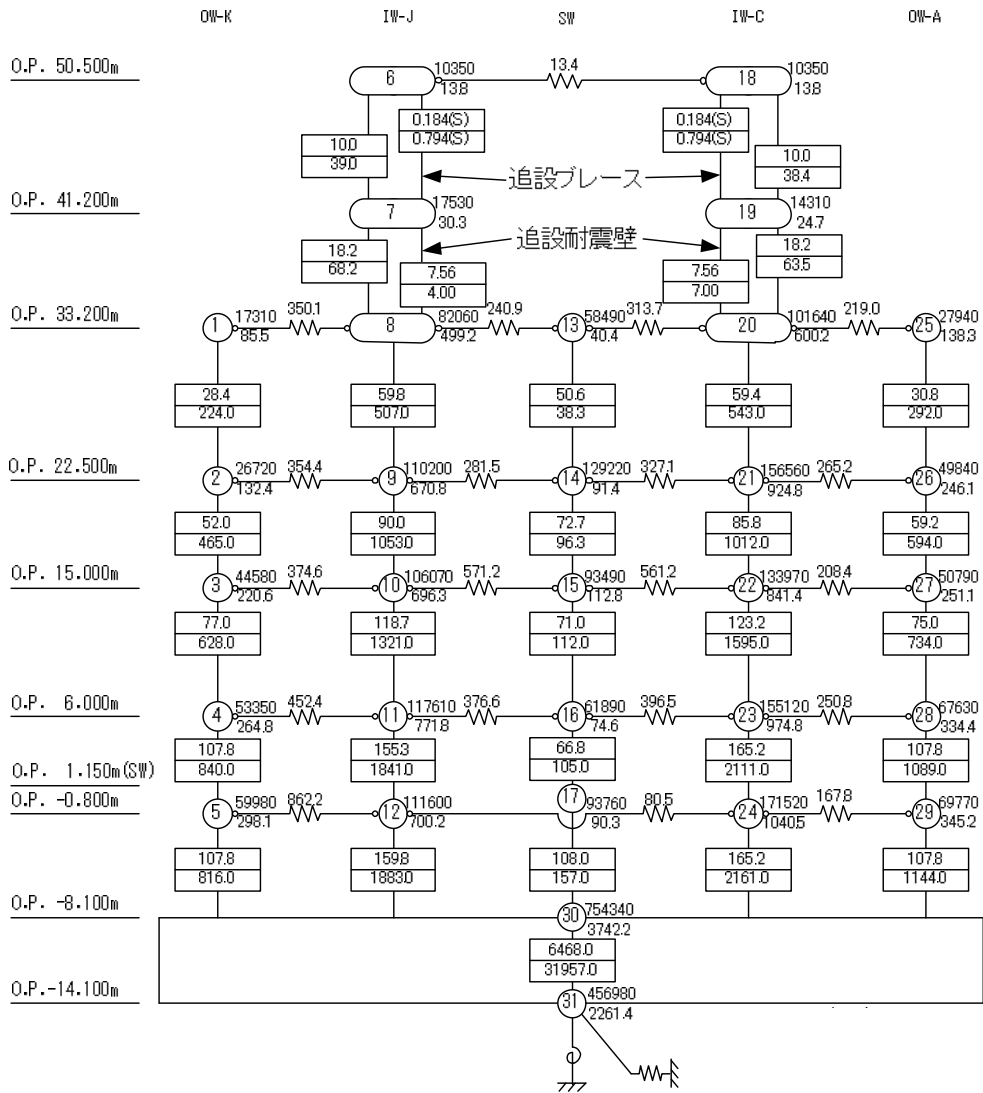 OW-K IW-J SW IW-C OW-A
O.P. 50.500m
6 10350 13.4 18 10350
13.8 13.8
0.184(S) 0.184(S)
0.794(S) 0.794(S)
10.0 10.0
39.0 38.4
追設ブレース
O.P. 41.200m
7 17530 19 14310
30.3 24.7
追設耐震壁
18.2 18.2
68.2 63.5
7.56 7.56
4.00 7.00
O.P. 33.200m
1 17310 350.1 8 82060 240.9 13 58490 313.7 20 101640 219.0 25 27940
85.5 499.2 40.4 600.2 138.3
28.4 59.8 50.6 59.4 30.8
224.0 507.0 38.3 543.0 292.0
O.P. 22.500m
2 26720 354.4 9 110200 281.5 14 129220 327.1 21 156560 265.2 26 49840
132.4 670.8 91.4 924.8 246.1
52.0 90.0 72.7 85.8 59.2
465.0 1053.0 96.3 1012.0 594.0
O.P. 15.000m
3 44580 374.6 10 106070 571.2 15 93490 561.2 22 133970 208.4 27 50790
220.6 696.3 112.8 841.4 251.1
77.0 118.7 71.0 123.2 75.0
628.0 1321.0 112.0 1595.0 734.0
O.P. 6.000m
4 53350 452.4 11 117610 376.6 16 61890 396.5 23 155120 250.8 28 67630
264.8 771.8 74.6 974.8 334.4
107.8 155.3 66.8 165.2 107.8
840.0 1841.0 105.0 2111.0 1089.0
O.P. 1.150m(SW)
O.P. -0.800m
5 59980 862.2 12 111600 17 93760 80.5 24 171520 167.8 29 69770
298.1 700.2 90.3 1040.5 345.2
107.8 159.8 108.0 165.2 107.8
816.0 1883.0 157.0 2161.0 1144.0
O.P. -8.100m
30 754340
3742.2
6468.0
31957.0
O.P.-14.100m
31 456980
2261.4